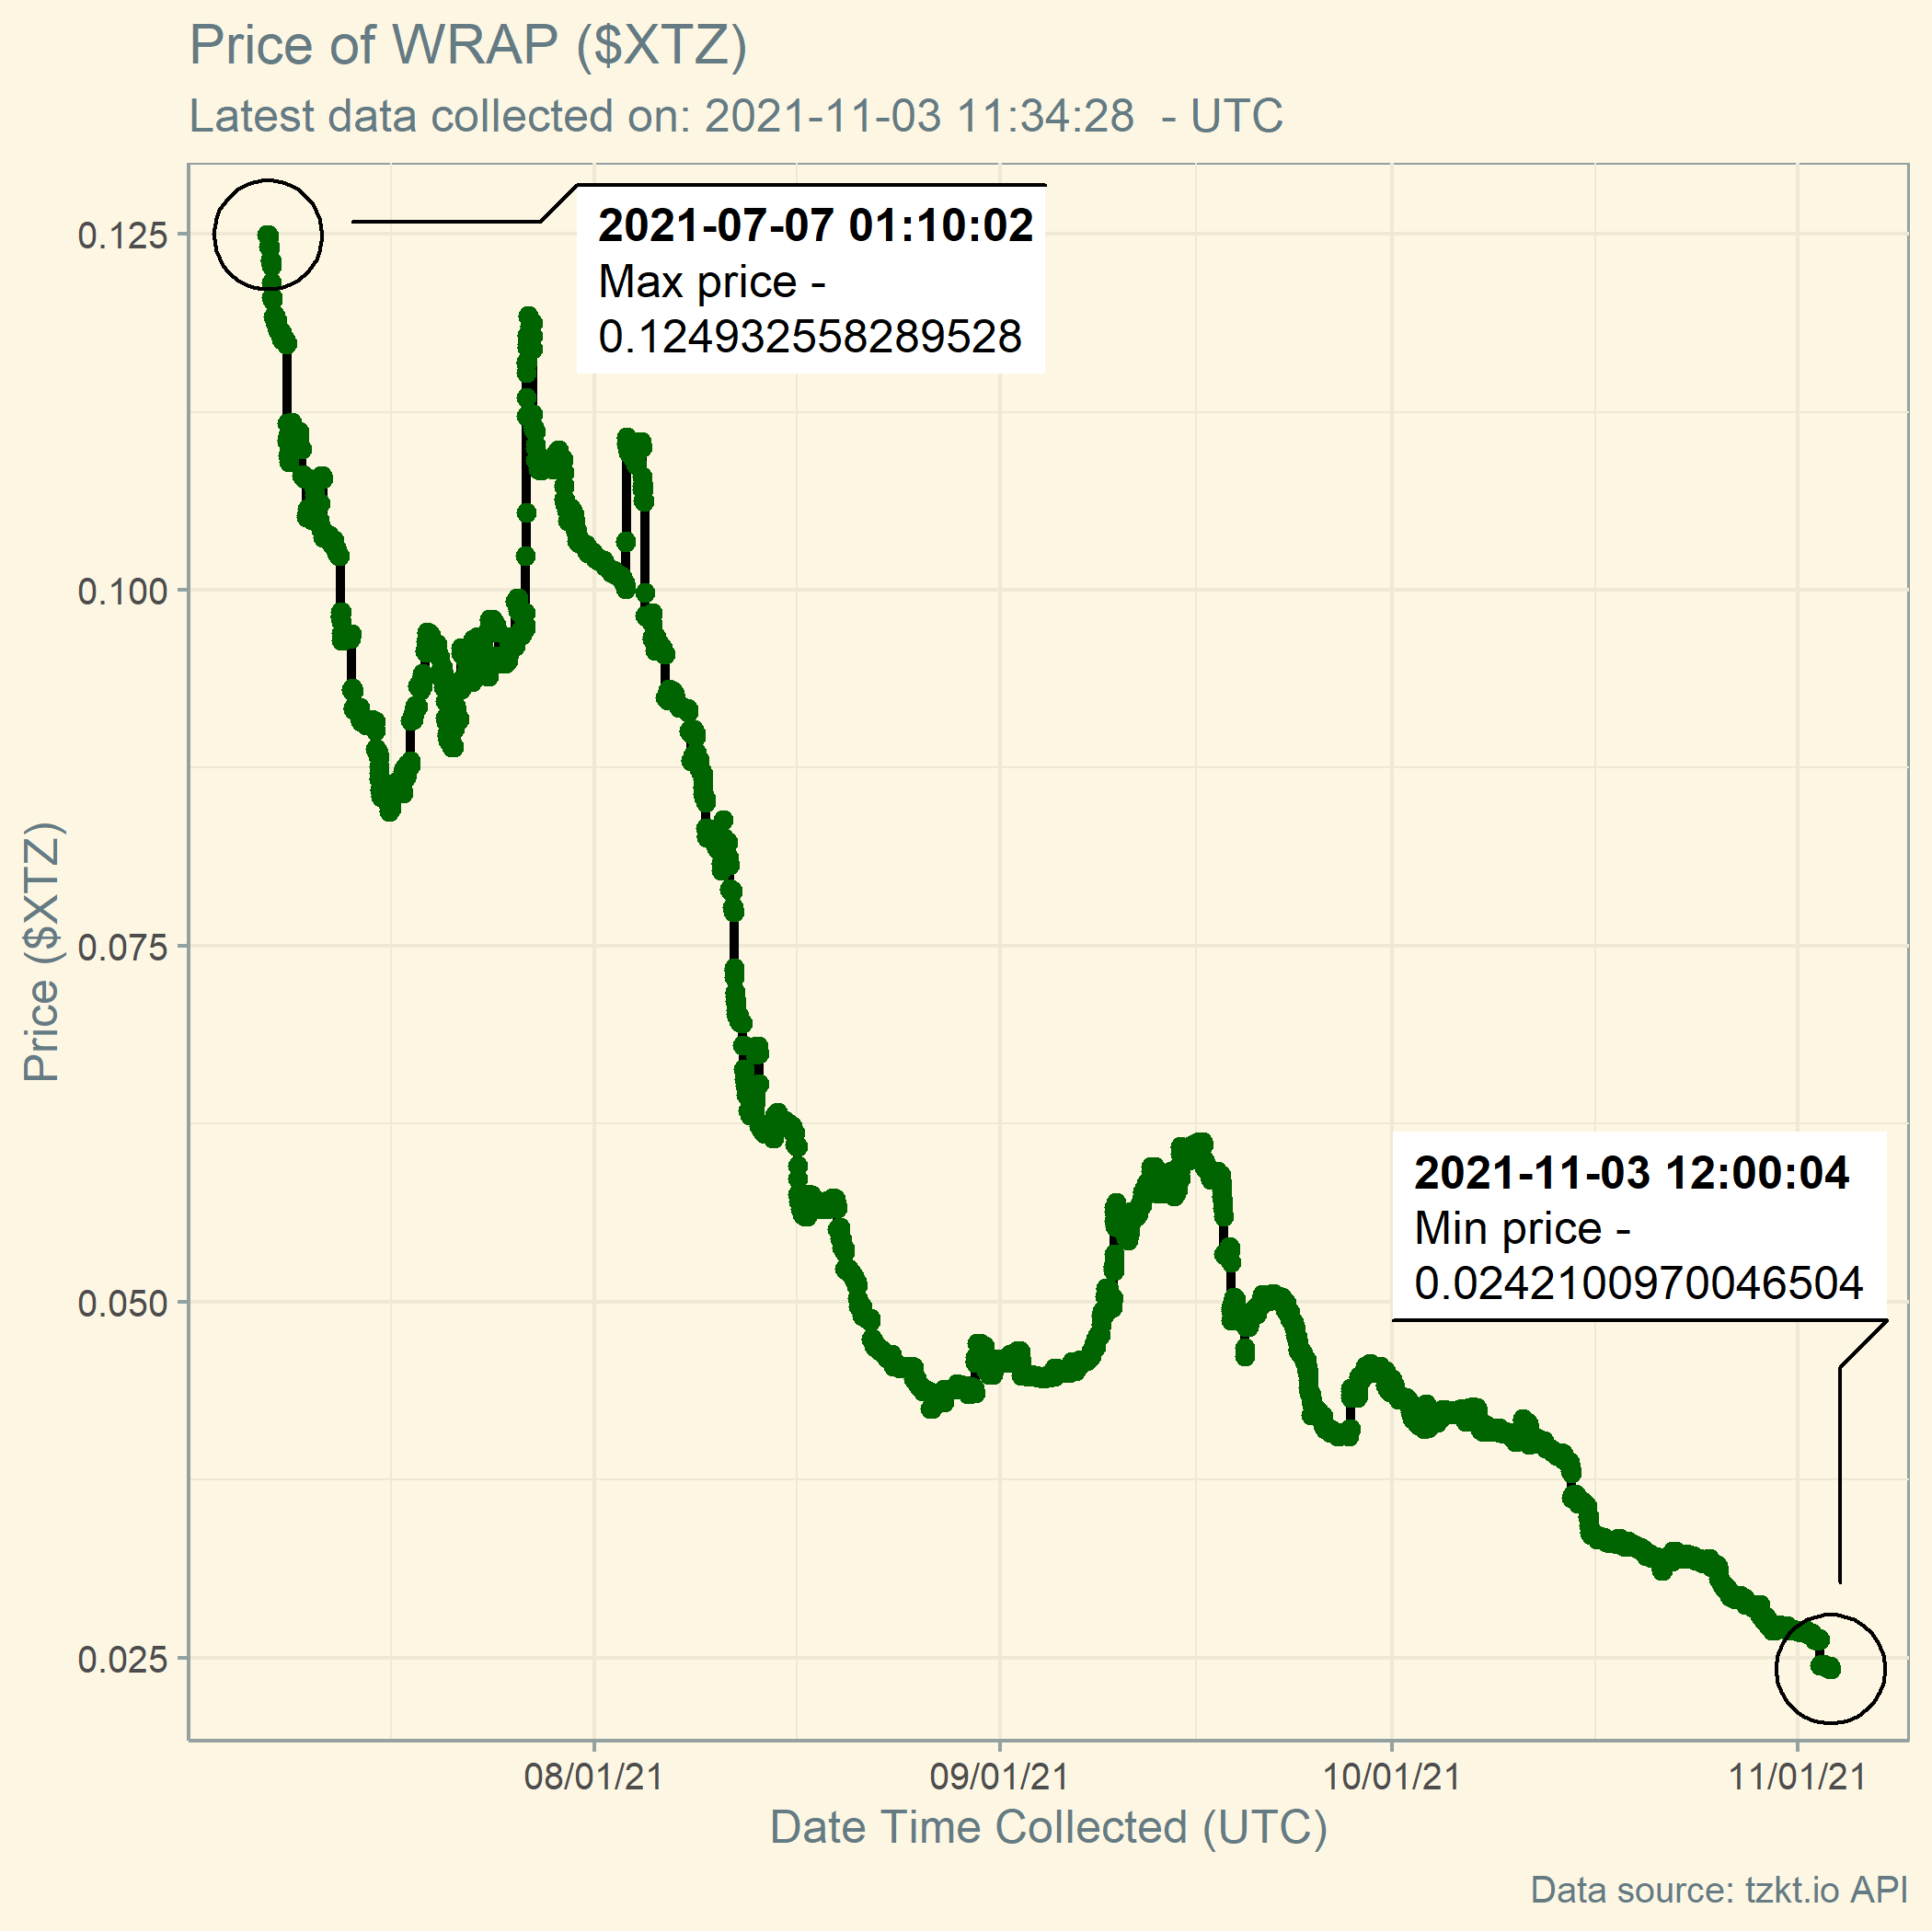 Price of WRAP ($XTZ)
Latest data collected on: 2021-11-03 11:34:28  - UTC
2021-07-07 01:10:02
Max price -
0.124932558289528
2021-11-03 12:00:04
Min price -
0.0242100970046504
Price ($XTZ)
0.125
0.100
0.075
0.050
0.025
08/01/21
09/01/21
10/01/21
11/01/21
Date Time Collected (UTC)
Data source: tzkt.io API